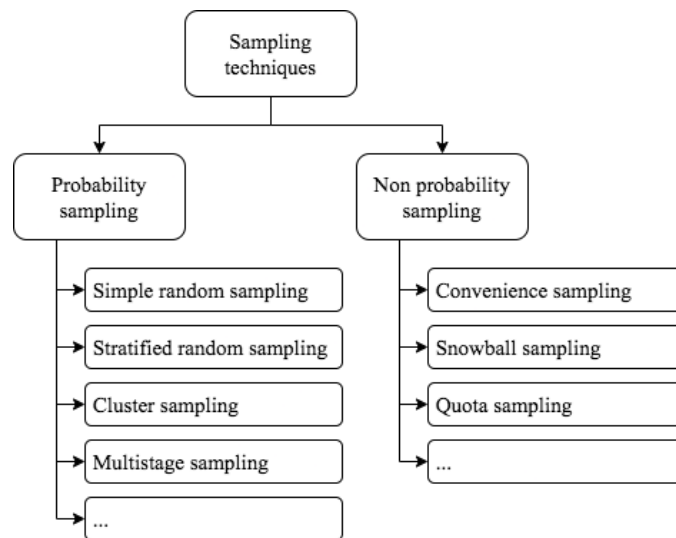 Sampling
techniques
Probability
sampling
Non probability
sampling
Simple random sampling
Stratified random sampling
Cluster sampling
Multistage sampling
...
Convenience sampling
Snowball sampling
Quota sampling
...